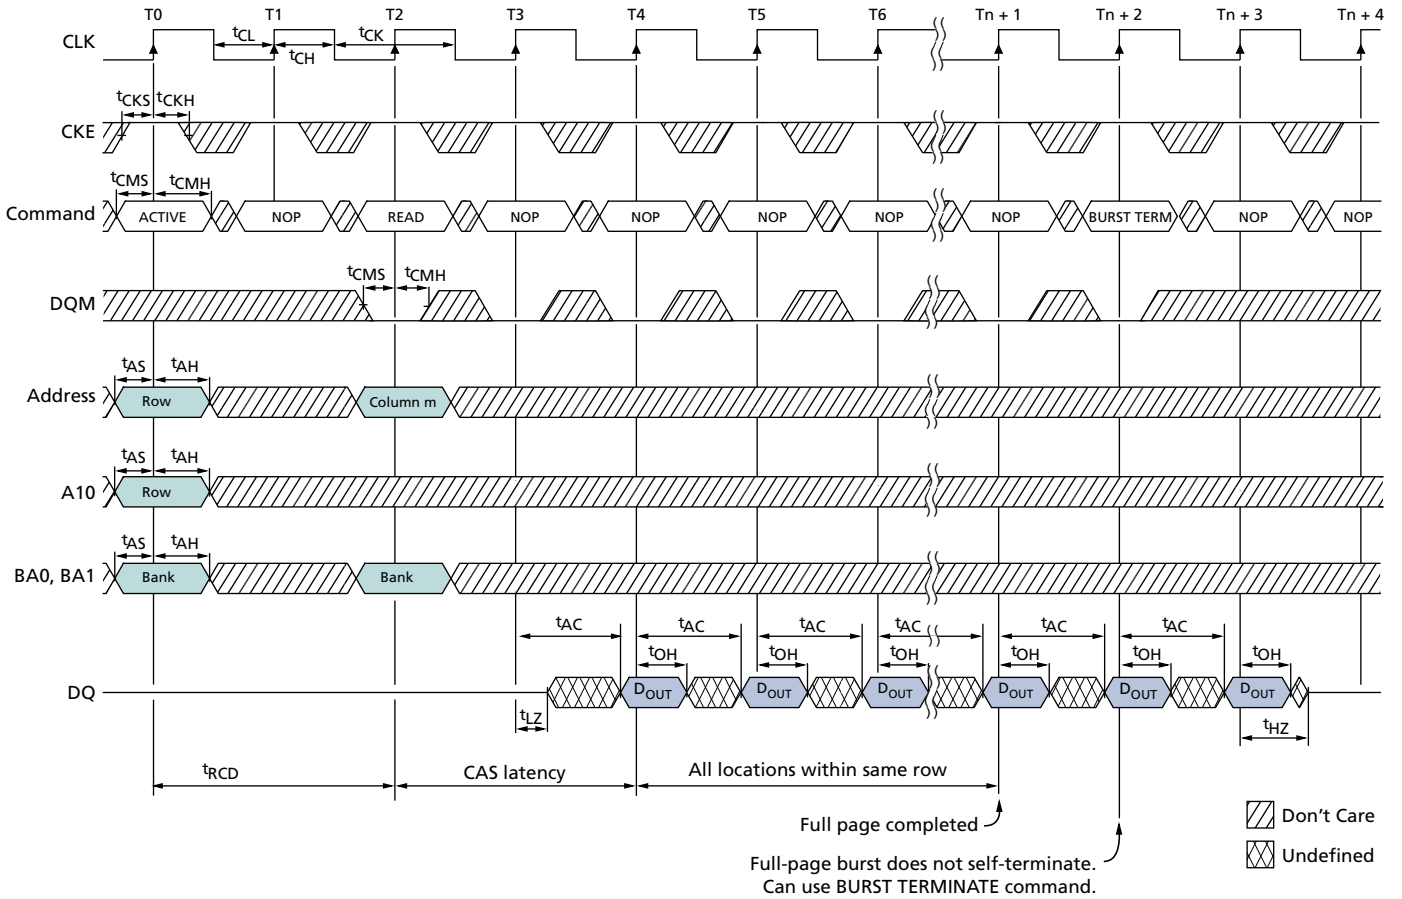 T0 T1 T2 T3 T4 T5 T6 Tn + 1 Tn + 2 Tn + 3 Tn + 4
CLK
tCL tCK
tCH
tCKS tCKH
CKE
tCMS tCMH
Command ACTIVE NOP READ NOP NOP NOP NOP NOP BURST TERM NOP NOP
tCMS tCMH
DQM
tAS tAH
Address Row Column m
tAS tAH
A10 Row
tAS tAH
BA0, BA1 Bank Bank
tAC tAC tAC tAC tAC tAC
tOH tOH tOH tOH tOH tOH
DQ DOUT DOUT DOUT DOUT DOUT DOUT
tLZ tHZ
tRCD CAS latency All locations within same row
Full page completed
Don't Care
Full-page burst does not self-terminate.
Can use BURST TERMINATE command.
Undefined